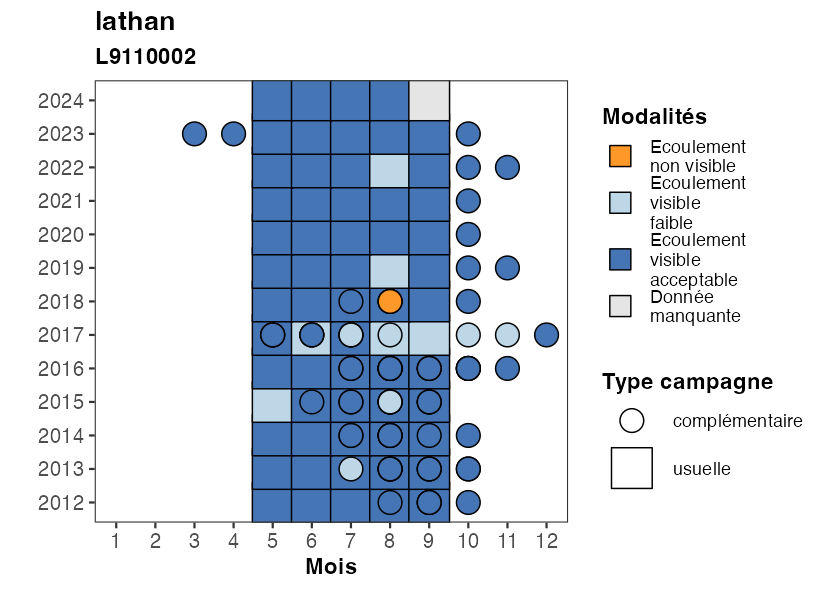 lathan
L9110002
2024
2023
2022
2021
2020
2019
2018
2017
2016
2015
2014
2013
2012
1 2 3 4 5 6 7 8 9 10 11 12
Mois
Modalités
Ecoulement
non visible
Ecoulement
visible
faible
Ecoulement
visible
acceptable
Donnée
manquante
Type campagne
complémentaire
usuelle